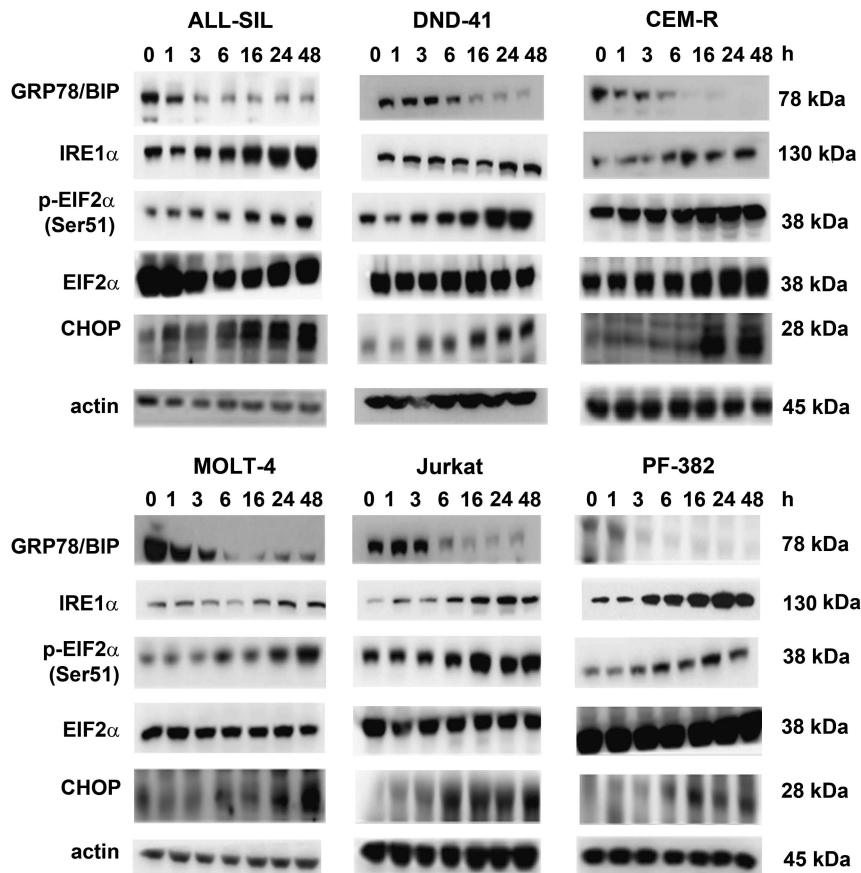 ALL-SIL DND-41 CEM-R
0 1 3 6 16 24 48 0 1 3 6 16 24 48 0 1 3 6 16 24 48 h
GRP78/BIP 78 kDa
IRE1α 130 kDa
p-EIF2α
(Ser51) 38 kDa
EIF2α 38 kDa
CHOP 28 kDa
actin 45 kDa
MOLT-4 Jurkat PF-382
0 1 3 6 16 24 48 0 1 3 6 16 24 48 0 1 3 6 16 24 48 h
GRP78/BIP 78 kDa
IRE1α 130 kDa
p-EIF2α 38 kDa
(Ser51)
EIF2α 38 kDa
CHOP 28 kDa
actin 45 kDa